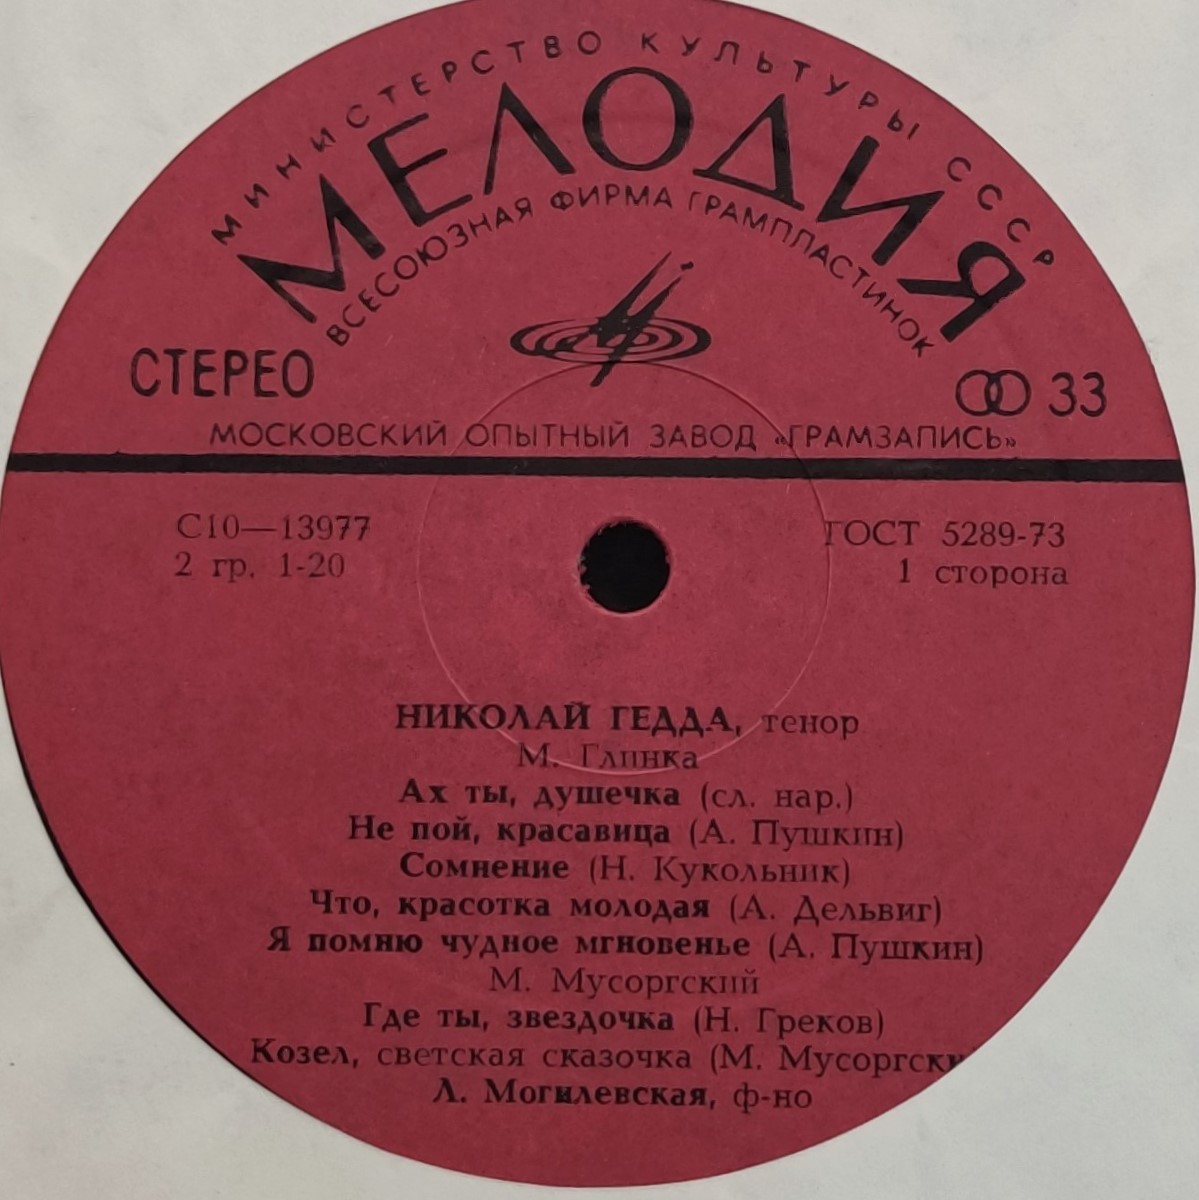 МИНИСТЕРСТВО КУЛЬТУРЫ СССР
МЕЛОДИЯ
ВСЕСОЮЗНАЯ ФИРМА ГРАМПЛАСТИНОК
СТЕРЕО
33
МОСКОВСКИЙ ОПЫТНЫЙ ЗАВОД «ГРАМЗАПИСЬ»
С10—13977
ГОСТ 5289-73
2 гр. 1-20
1 сторона
НИКОЛАЙ ГЕДДА, тенор
М. Глинка
Ах ты, душечка (сл. нар.)
Не пой, красавица (А. Пушкин)
Сомнение (Н. Кукольник)
Что, красотка молодая (А. Дельвиг)
Я помню чудное мгновенье (А. Пушкин)
М. Мусоргский
Где ты, звездочка (Н. Греков)
Козел, светская сказочка (М. Мусоргски
Л. Могилевская, ф-но